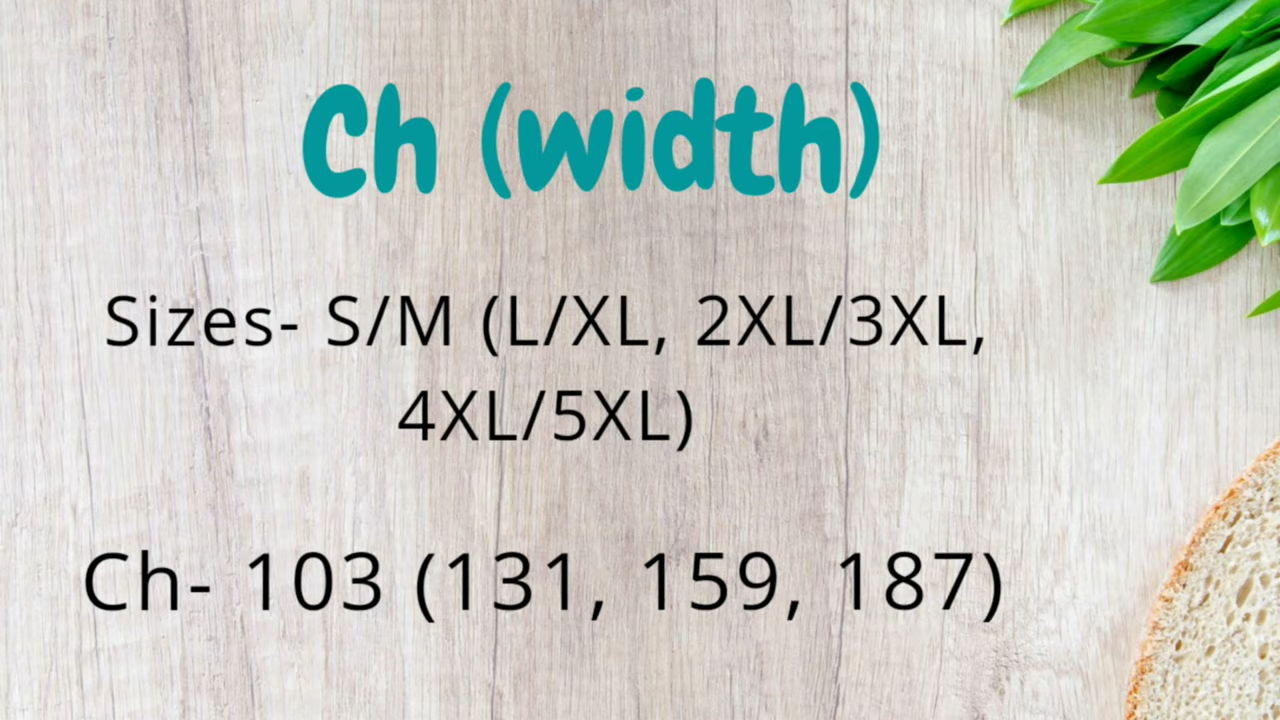 Ch (width)
Sizes- S/M (L/XL, 2XL/3XL,
4XL/5XL)
Ch- 103 (131, 159, 187)